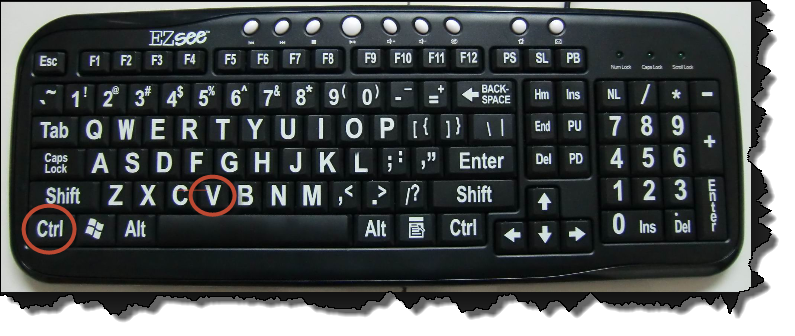 EZsee™
Esc F1 F2 F3 F4 F5 F6 F7 F8 F9 F10 F11 F12 PS SL PB
Num Lock Caps Lock Scroll Lock
` ~ 1 ! 2 @ 3 # 4 $ 5 % 6 ^ 7 & 8 * 9 ( 0 ) - _ = + ← BACK-SPACE Hm Ins NL / * -
Tab Q W E R T Y U I O P [ { ] } \ | End PU 7 8 9 +
Caps Lock A S D F G H J K L ; : , " Enter Del PD 4 5 6
Shift Z X C V B N M , < . > / ? Shift ↑ 1 2 3 Enter
Ctrl Alt Alt Ctrl ← ↓ → 0 Ins . Del